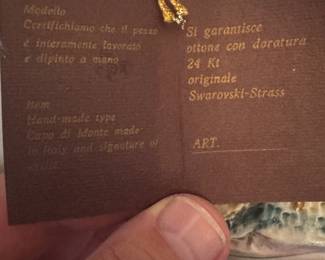 Modello
Certifichiamo che il pezzo
è interamente lavorato
e dipinto a mano
Item
Hand-made type
Capo di Monte made
in Italy and signature of
Si garantisce
ottone con doratura
24 Kt
originale
Swarovski-Strass
ART.